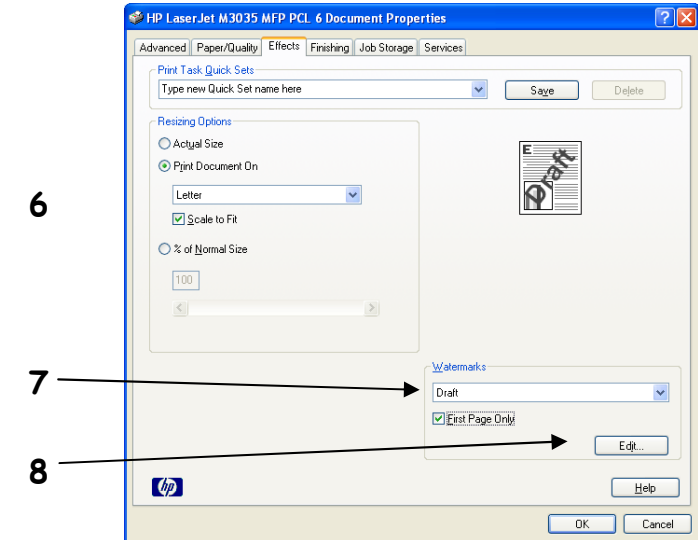 HP LaserJet M3035 MFP PCL 6 Document Properties
Advanced Paper/Quality Effects Finishing Job Storage Services
Print Task Quick Sets
Type new Quick Set name here Save Delete
Resizing Options
Actual Size
Print Document On
Letter
Scale to Fit
% of Normal Size
100
E
Draft
6
7
8
Watermarks
Draft
First Page Only
Edit...
hp
Help
OK Cancel